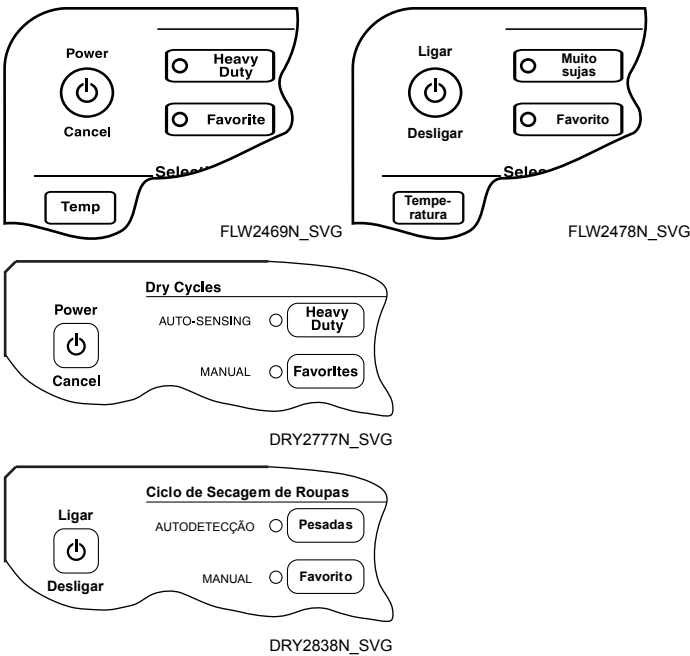 Power
Heavy
Duty
Cancel
Favorite
Temp
FLW2469N_SVG
Ligar
Muito
sujas
Desligar
Favorito
Tempe-
ratura
FLW2478N_SVG
Dry Cycles
Power
AUTO-SENSING
Heavy
Duty
MANUAL
Favorites
Cancel
DRY2777N_SVG
Ciclo de Secagem de Roupas
Ligar
AUTODETECÇÃO
Pesadas
MANUAL
Favorito
Desligar
DRY2838N_SVG